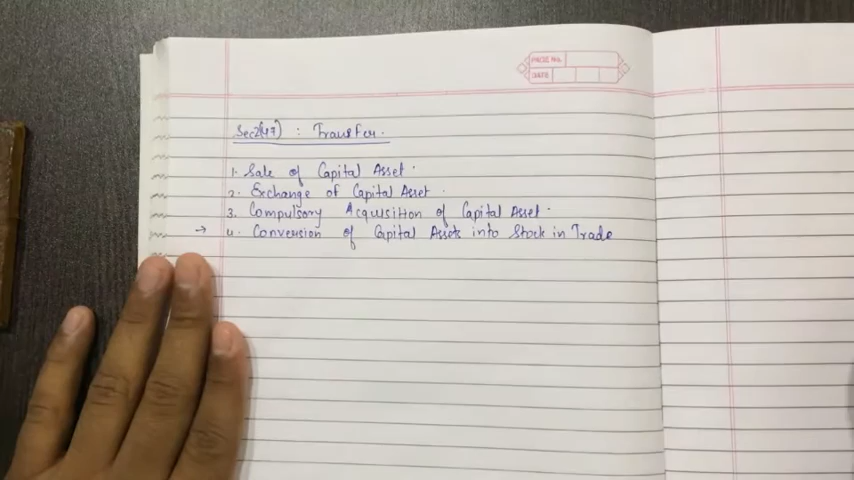 PAGE No.
DATE
Sec2(47) : Transfer.
1. Sale of Capital Asset.
2. Exchange of Capital Asset.
3. Compulsory Acquisition of Capital Asset.
→ 4. Conversion of Capital Assets into Stock in Trade